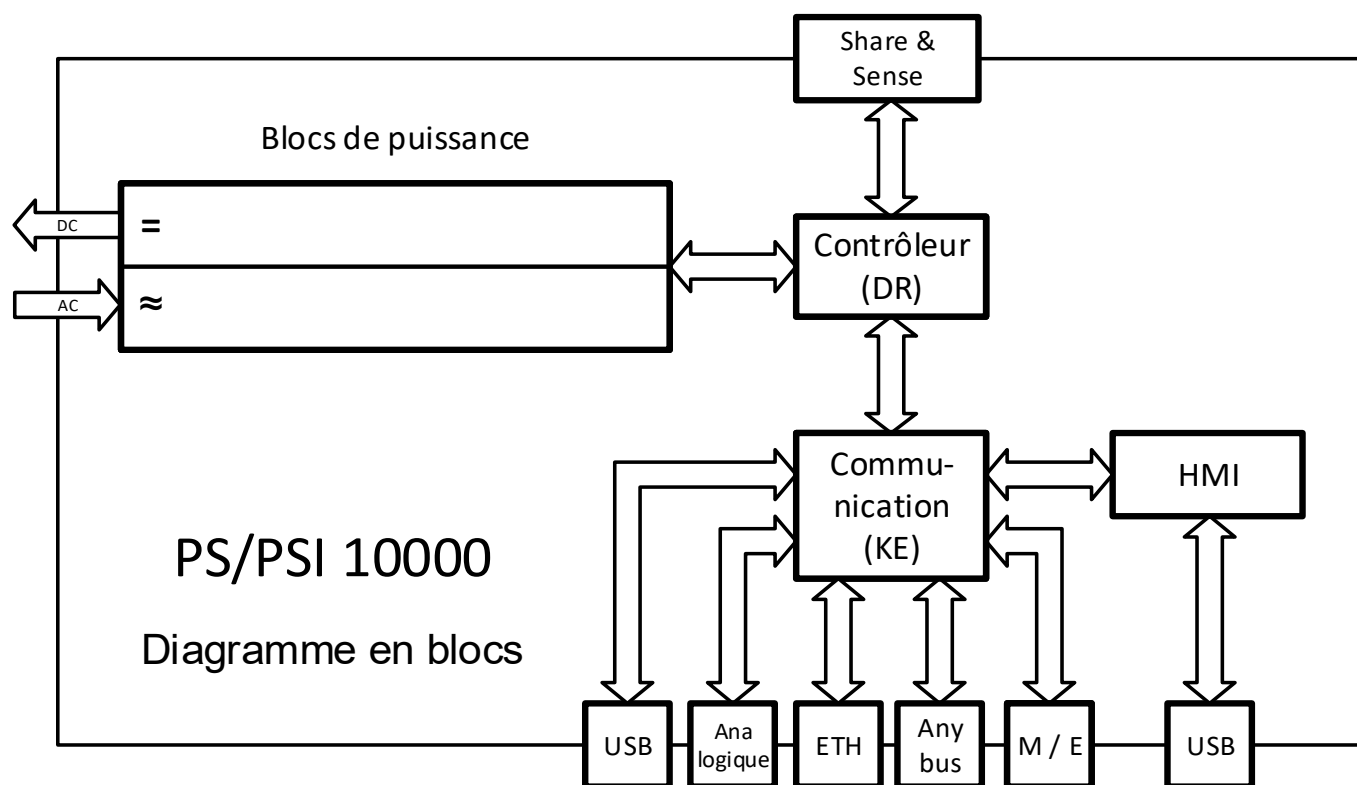 Share &
Sense
Blocs de puissance
DC
=
AC
≈
Contrôleur
(DR)
Commu-
nication
(KE)
HMI
PS/PSI 10000
Diagramme en blocs
USB
Ana
logique
ETH
Any
bus
M / E
USB